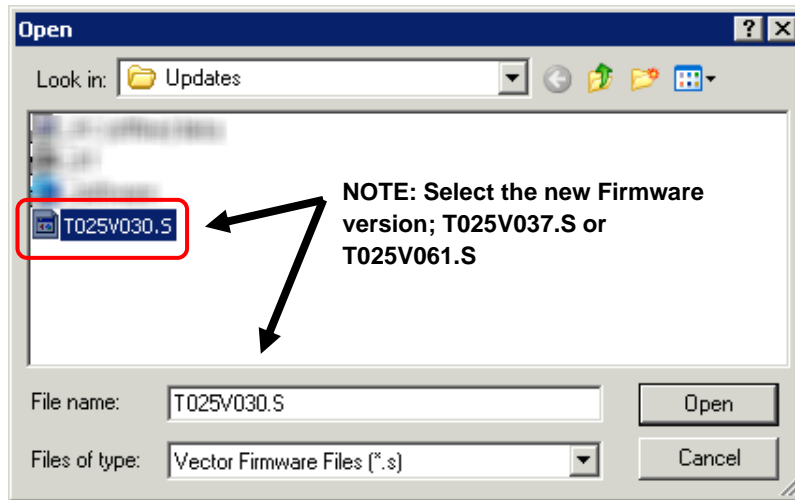 Open
Look in: Updates
NOTE: Select the new Firmware
version; T025V037.S or
T025V061.S
T025V030.S
File name: T025V030.S Open
Files of type: Vector Firmware Files (*.s) Cancel